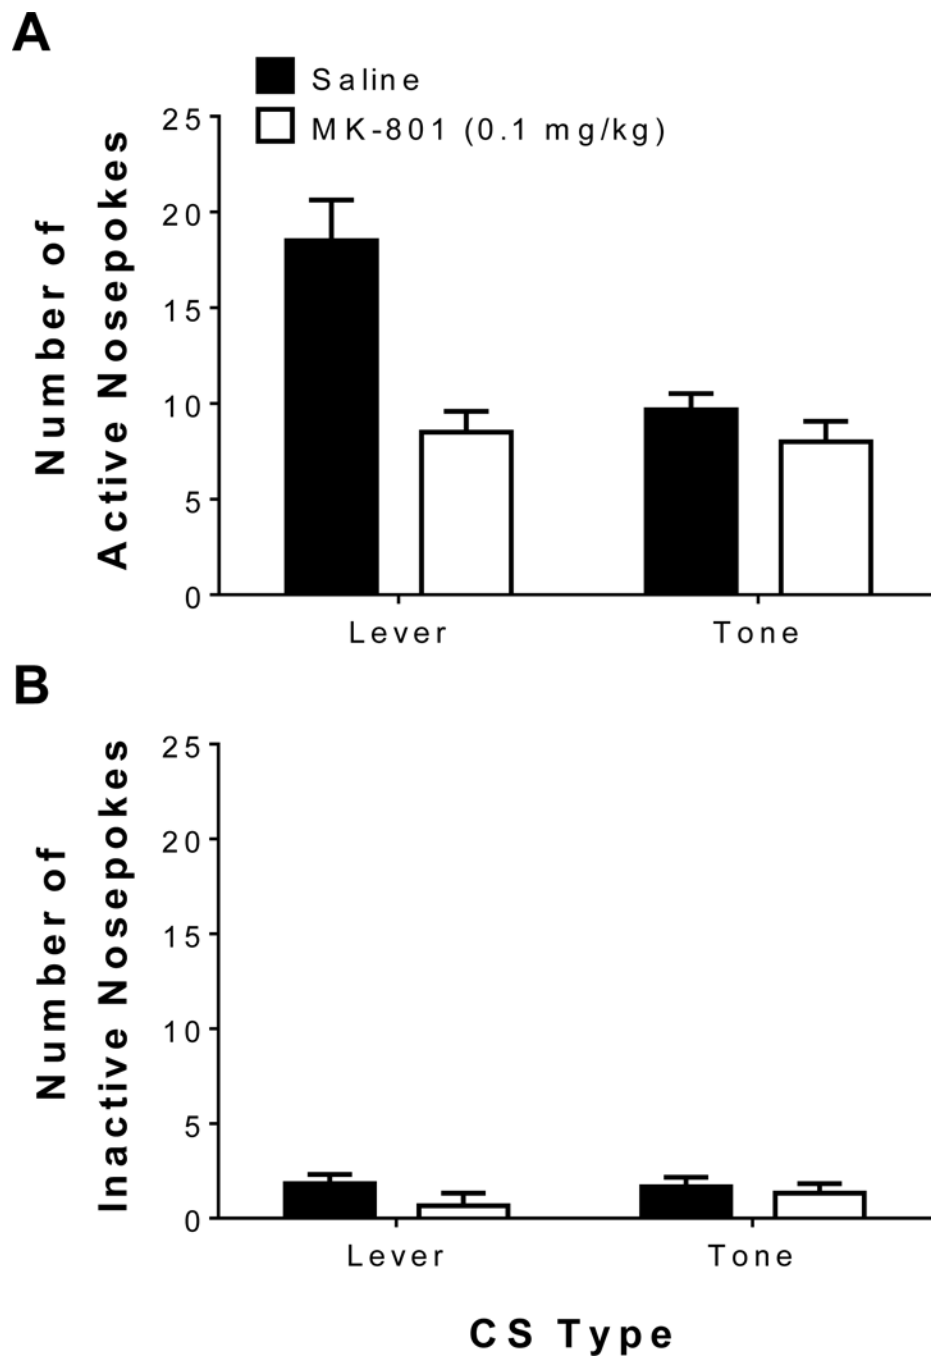 A
Saline
MK-801 (0.1 mg/kg)
Number of
Active Nosepokes
25
20
15
10
5
0
Lever Tone
B
Number of
Inactive Nosepokes
25
20
15
10
5
0
Lever Tone
CS Type